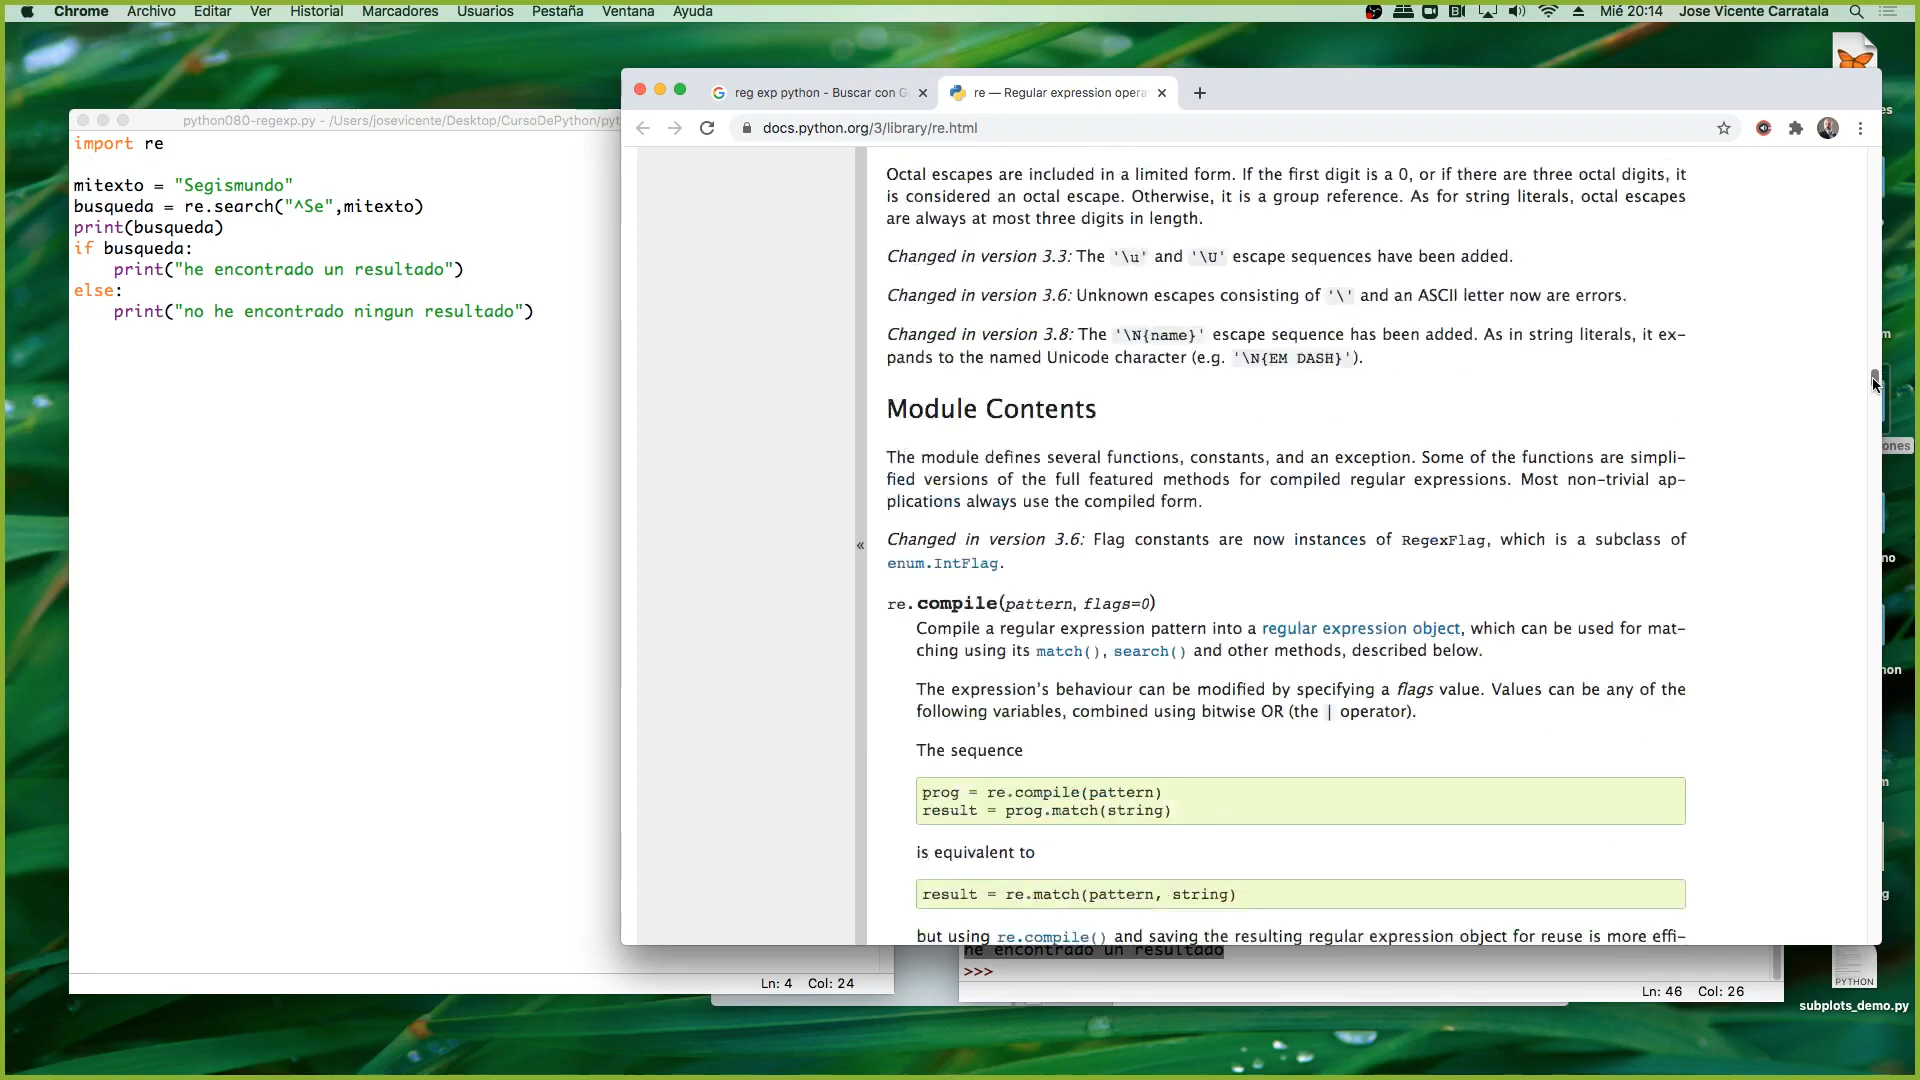 Chrome Archivo Editar Ver Historial Marcadores Usuarios Pestaña Ventana Ayuda Mié 20:14 Jose Vicente Carratala
reg exp python - Buscar con G
re — Regular expression opera
python080-regexp.py - /Users/josevicente/Desktop/CursoDePython/pyt
docs.python.org/3/library/re.html
import re
mitexto = "Segismundo"
busqueda = re.search("^Se",mitexto)
print(busqueda)
if busqueda:
print("he encontrado un resultado")
else:
print("no he encontrado ningun resultado")
Ln: 4 Col: 24
Octal escapes are included in a limited form. If the first digit is a 0, or if there are three octal digits, it
is considered an octal escape. Otherwise, it is a group reference. As for string literals, octal escapes
are always at most three digits in length.
Changed in version 3.3: The '\u' and '\U' escape sequences have been added.
Changed in version 3.6: Unknown escapes consisting of '\' and an ASCII letter now are errors.
Changed in version 3.8: The '\N{name}' escape sequence has been added. As in string literals, it ex-
pands to the named Unicode character (e.g. '\N{EM DASH}').
Module Contents
The module defines several functions, constants, and an exception. Some of the functions are simpli-
fied versions of the full featured methods for compiled regular expressions. Most non-trivial ap-
plications always use the compiled form.
Changed in version 3.6: Flag constants are now instances of RegexFlag, which is a subclass of
enum.IntFlag.
«
re.compile(pattern, flags=0)
Compile a regular expression pattern into a regular expression object, which can be used for mat-
ching using its match(), search() and other methods, described below.
The expression's behaviour can be modified by specifying a flags value. Values can be any of the
following variables, combined using bitwise OR (the | operator).
The sequence
prog = re.compile(pattern)
result = prog.match(string)
is equivalent to
result = re.match(pattern, string)
but using re.compile() and saving the resulting regular expression object for reuse is more effi-
he encontrado un resultado
>>>
Ln: 46 Col: 26
es
m
ones
no
non
m
g
PYTHON
subplots_demo.py